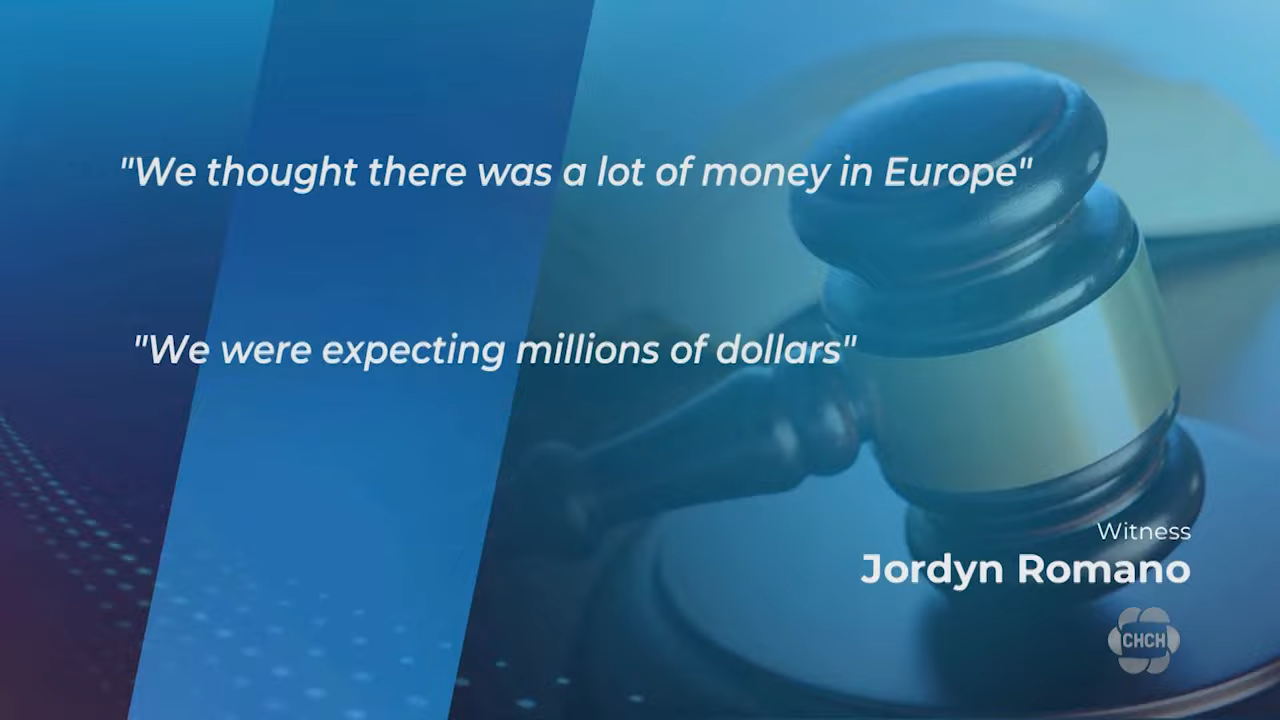 "We thought there was a lot of money in Europe"
"We were expecting millions of dollars"
Witness
Jordyn Romano
CHCH